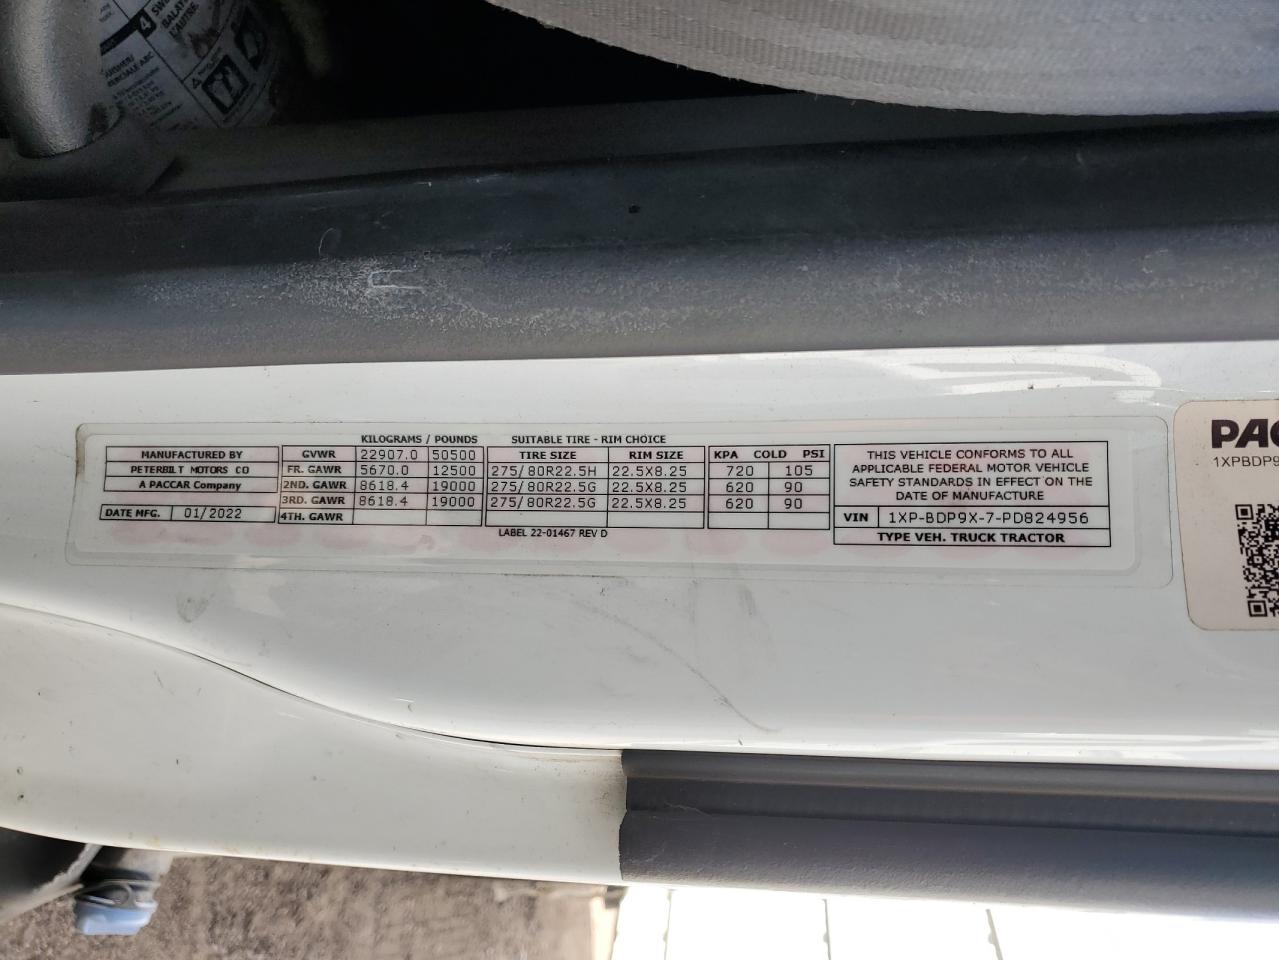 4
SWE
BALAY
L'AUTRE.
KILOGRAMS / POUNDS
SUITABLE TIRE - RIM CHOICE
MANUFACTURED BY
PETERBILT MOTORS CO
A PACCAR Company
DATE MFG. 01/2022
GVWR 22907.0 50500 TIRE SIZE RIM SIZE KPA COLD PSI
FR. GAWR 5670.0 12500 275/80R22.5H 22.5X8.25 720 105
2ND. GAWR 8618.4 19000 275/80R22.5G 22.5X8.25 620 90
3RD. GAWR 8618.4 19000 275/80R22.5G 22.5X8.25 620 90
4TH. GAWR
LABEL 22-01467 REV D
THIS VEHICLE CONFORMS TO ALL
APPLICABLE FEDERAL MOTOR VEHICLE
SAFETY STANDARDS IN EFFECT ON THE
DATE OF MANUFACTURE
VIN 1XP-BDP9X-7-PD824956
TYPE VEH. TRUCK TRACTOR
PAC
1XPBDP9